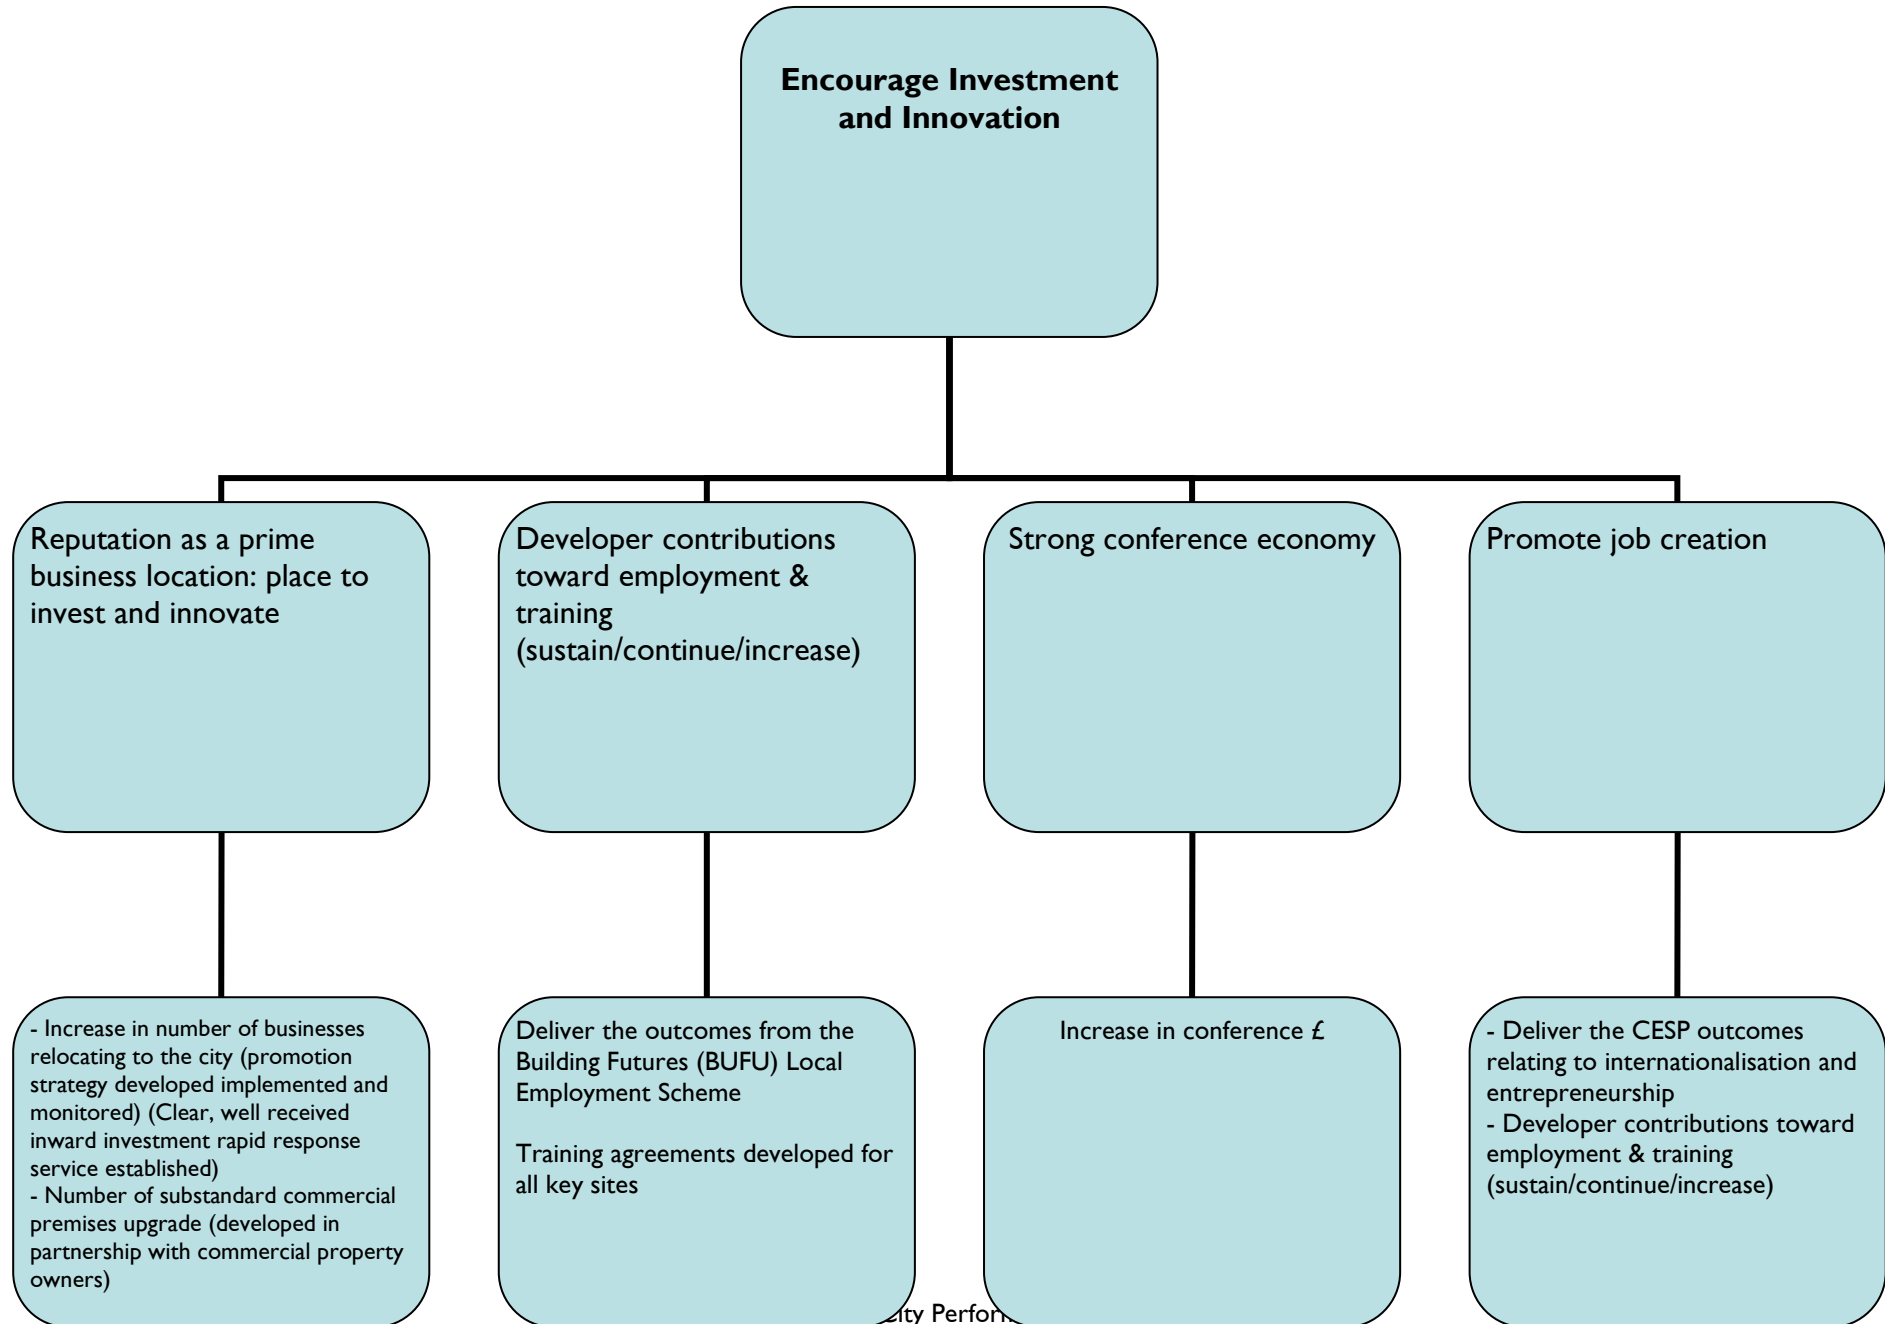 Encourage Investment
and Innovation
Reputation as a prime
business location: place to
invest and innovate
Developer contributions
toward employment &
training
(sustain/continue/increase)
Strong conference economy
Promote job creation
- Increase in number of businesses
relocating to the city (promotion
strategy developed implemented and
monitored) (Clear, well received
inward investment rapid response
service established)
- Number of substandard commercial
premises upgrade (developed in
partnership with commercial property
owners)
Deliver the outcomes from the
Building Futures (BUFU) Local
Employment Scheme
Training agreements developed for
all key sites
Increase in conference £
- Deliver the CESP outcomes
relating to internationalisation and
entrepreneurship
- Developer contributions toward
employment & training
(sustain/continue/increase)
City